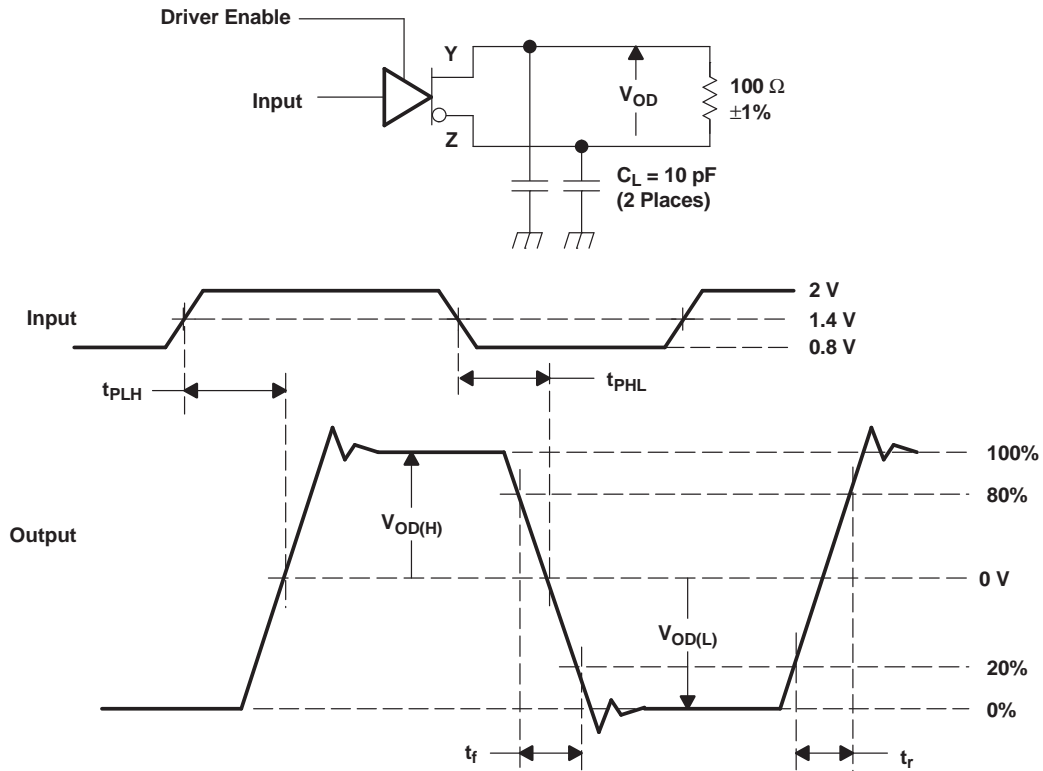 Driver Enable
Y
Input
Z
V_OD
100 Ω
±1%
C_L = 10 pF
(2 Places)
Input
2 V
1.4 V
0.8 V
t_PLH
t_PHL
100%
80%
Output
V_OD(H)
0 V
V_OD(L)
20%
0%
t_f
t_r